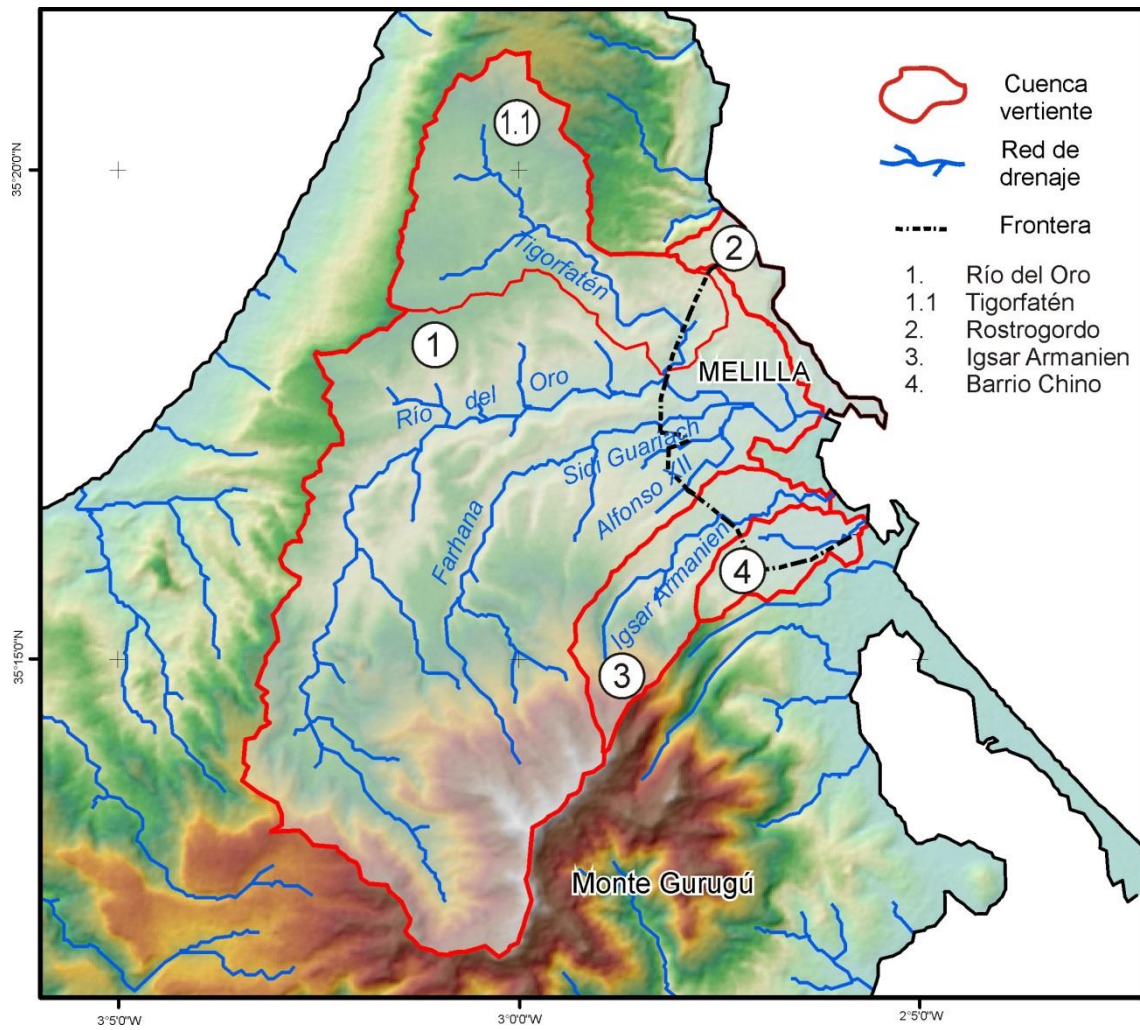 Cuenca
vertiente
Red de
drenaje
Frontera
1. Río del Oro
1.1 Tigorfatén
2. Rostrogordo
3. Igsar Armanien
4. Barrio Chino
1.1
35°20'0"N
2
Tigorfatén
1
MELILLA
Río del Oro
Sidi Guariach
Alfonso XII
Farhana
Igsar Armanien
4
35°15'0"N
3
Monte Gurugú
3°5'0"W
3°0'0"W
2°5'0"W